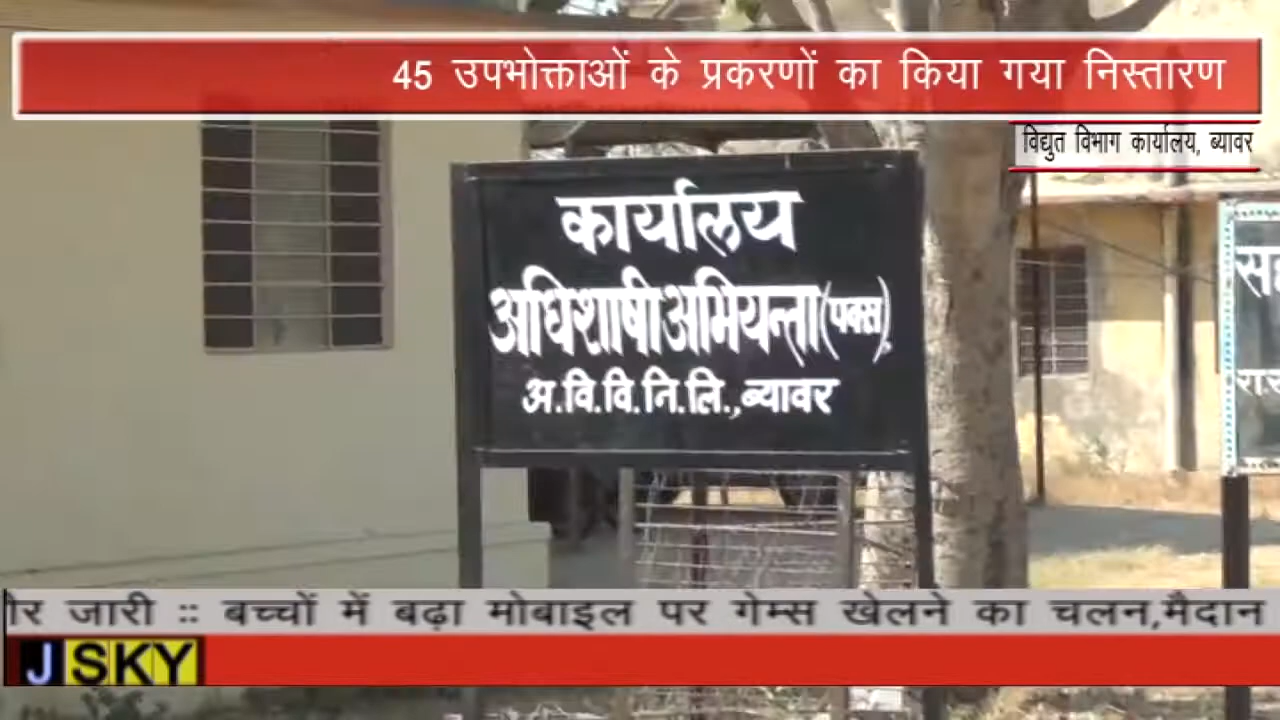 45 उपभोक्ताओं के प्रकरणों का किया गया निस्तारण
विद्युत विभाग कार्यालय, ब्यावर
कार्यालय
अधिशाषी अभियन्ता (पवस),
अ.वि.वि.नि.लि., ब्यावर
जारी :: बच्चों में बढ़ा मोबाइल पर गेम्स खेलने का चलन,मैदान
JSKY